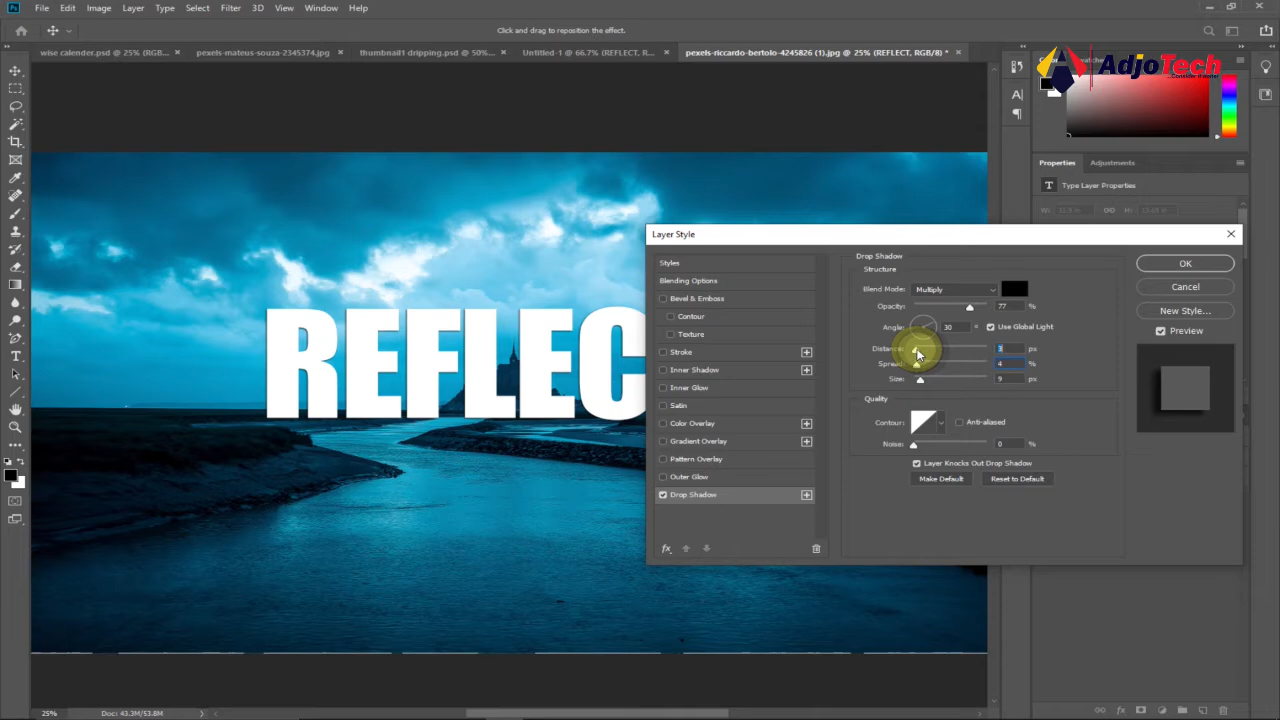 Ps File Edit Image Layer Type Select Filter 3D View Window Help
Click and drag to reposition the effect.
wise calender.psd @ 25% (RGB... × pexels-mateus-souza-2345374.jpg × thumbnail1 dripping.psd @ 50%... × Untitled-1 @ 66.7% (REFLECT, RGB... × pexels-riccardo-bertolo-4245826 (1).jpg @ 25% (REFLECT, RGB/8) * ×
AdjoTech
Properties Adjustments
T Type Layer Properties
REFLEC
Layer Style
Styles
Blending Options
Bevel & Emboss
Contour
Texture
Stroke
Inner Shadow
Inner Glow
Satin
Color Overlay
Gradient Overlay
Pattern Overlay
Outer Glow
Drop Shadow
fx
Drop Shadow
Structure
Blend Mode: Multiply
Opacity: 77 %
Angle: 30 ° Use Global Light
Distance: 3 px
Spread: 4 %
Size: 9 px
Quality
Contour: Anti-aliased
Noise: 0 %
Layer Knocks Out Drop Shadow
Make Default Reset to Default
OK
Cancel
New Style...
Preview
25% Doc: 43.3M/53.8M